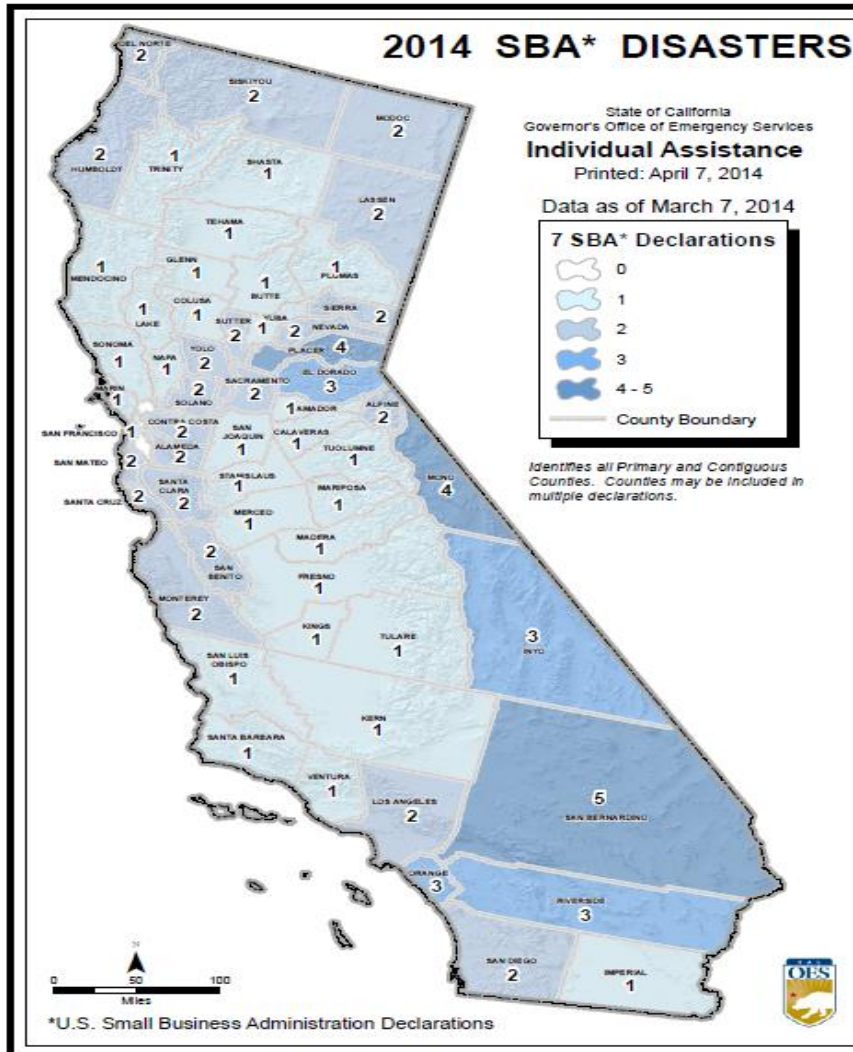 2014 SBA* DISASTERS
State of California
Governor's Office of Emergency Services
Individual Assistance
Printed: April 7, 2014
Data as of March 7, 2014
7 SBA* Declarations
0
1
2
3
4 - 5
County Boundary
Identifies all Primary and Contiguous
Counties. Counties may be included in
multiple declarations.
DEL NORTE
2
SISKIYOU
2
MODOC
2
2
HUMBOLDT
1
TRINITY
SHASTA
1
LASSEN
2
TEHAMA
1
1
MENDOCINO
GLENN
1
1
BUTTE
1
PLUMAS
1
LAKE
COLUSA
1
SUTTER
2
YUBA
1
2
NEVADA
SIERRA
2
SONOMA
1
NAPA
1
YOLO
2
PLACER
4
EL DORADO
3
MARIN
1
2
SOLANO
SACRAMENTO
2
1
AMADOR
ALPINE
2
SAN FRANCISCO
1
CONTRA COSTA
2
ALAMEDA
2
SAN
JOAQUIN
1
CALAVERAS
1
TUOLUMNE
1
SAN MATEO
2
SANTA CRUZ
2
SANTA
CLARA
2
STANISLAUS
1
MARIPOSA
1
MONO
4
MERCED
1
MADERA
1
2
SAN
BENITO
FRESNO
1
MONTEREY
2
KINGS
1
TULARE
1
3
INYO
SAN LUIS
OBISPO
1
KERN
1
SANTA BARBARA
1
VENTURA
1
LOS ANGELES
2
5
SAN BERNARDINO
ORANGE
3
RIVERSIDE
3
SAN DIEGO
2
IMPERIAL
1
N
0 50 100
Miles
*U.S. Small Business Administration Declarations
CAL
OES